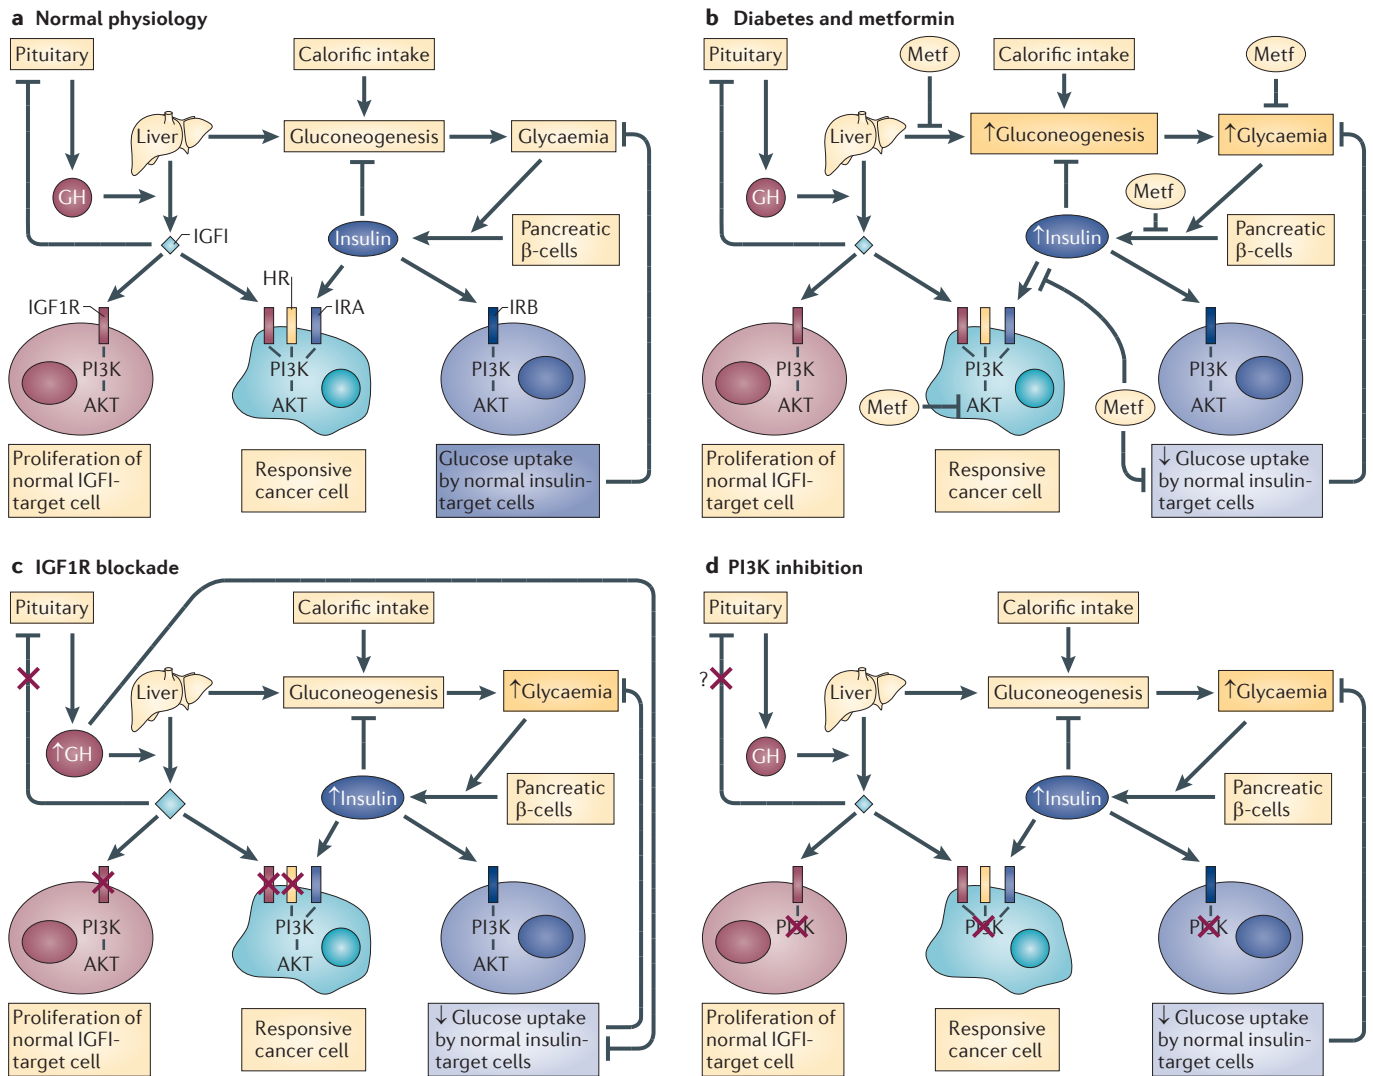 a Normal physiology
Pituitary
Calorific intake
Liver
Gluconeogenesis
Glycaemia
GH
IGFI
Insulin
Pancreatic
β-cells
HR
IGF1R
IRA
IRB
PI3K
AKT
PI3K
AKT
PI3K
AKT
Proliferation of
normal IGFI-
target cell
Responsive
cancer cell
Glucose uptake
by normal insulin-
target cells
b Diabetes and metformin
Pituitary
Metf
Calorific intake
Metf
Liver
↑Gluconeogenesis
↑Glycaemia
GH
Metf
↑Insulin
Pancreatic
β-cells
PI3K
AKT
PI3K
AKT
PI3K
AKT
Metf
Metf
Proliferation of
normal IGFI-
target cell
Responsive
cancer cell
↓ Glucose uptake
by normal insulin-
target cells
c IGF1R blockade
Pituitary
Calorific intake
Liver
Gluconeogenesis
↑Glycaemia
↑GH
↑Insulin
Pancreatic
β-cells
PI3K
AKT
PI3K
AKT
PI3K
AKT
Proliferation of
normal IGFI-
target cell
Responsive
cancer cell
↓ Glucose uptake
by normal insulin-
target cells
d PI3K inhibition
Pituitary
Calorific intake
?
Liver
Gluconeogenesis
↑Glycaemia
GH
↑Insulin
Pancreatic
β-cells
PI3K
PI3K
PI3K
Proliferation of
normal IGFI-
target cell
Responsive
cancer cell
↓ Glucose uptake
by normal insulin-
target cells